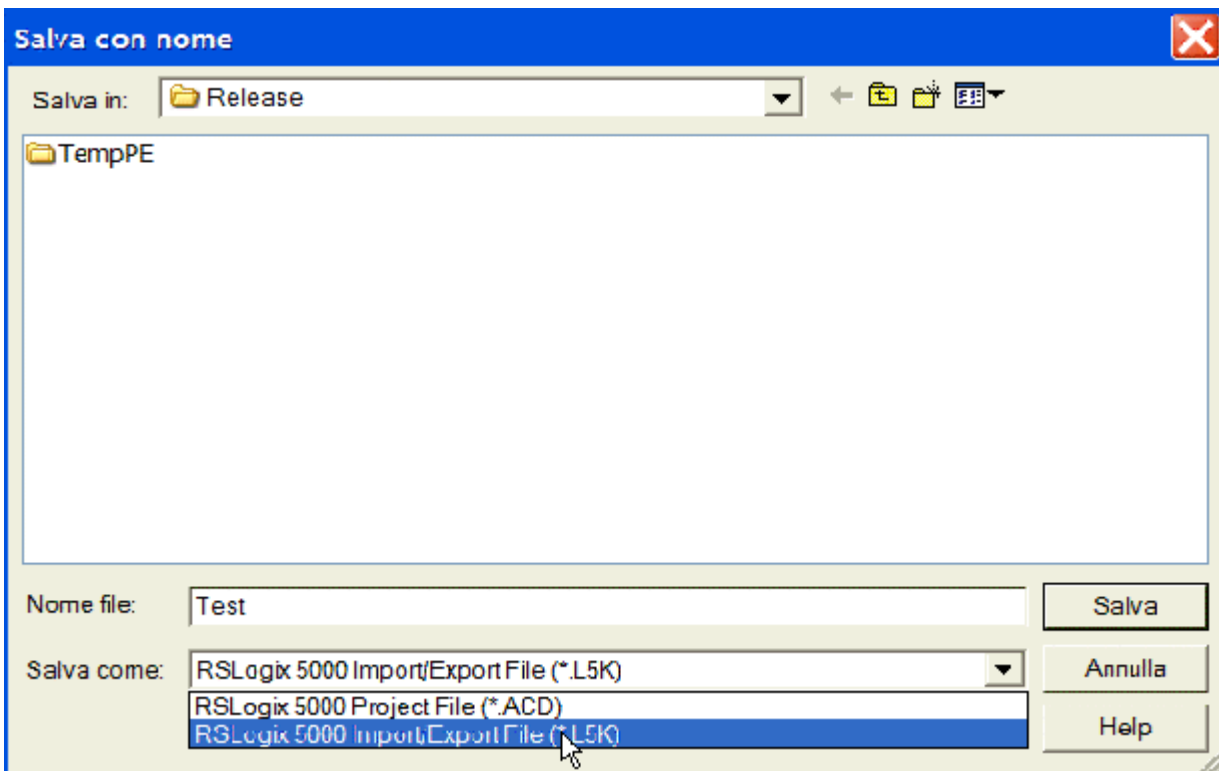 Salva con nome
Salva in: Release
TempPE
Nome file: Test Salva
Salva come: RSLogix 5000 Import/Export File (*.L5K) Annulla
RSLogix 5000 Project File (*.ACD)
RSLogix 5000 Import/Export File (*.L5K) Help